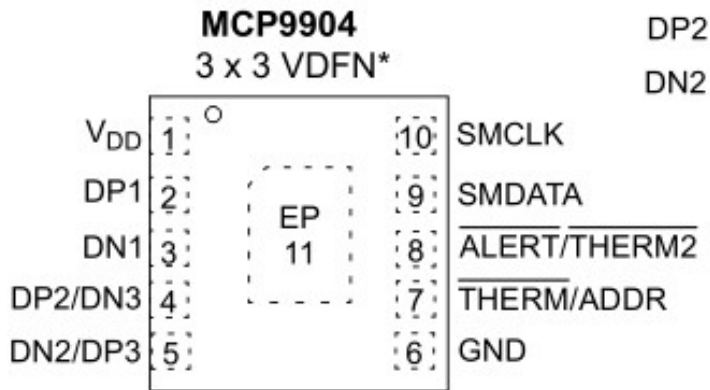 MCP9904
3 x 3 VDFN*
DP2
DN2
VDD 1
10 SMCLK
DP1 2
9 SMDATA
DN1 3
EP
11
8 ALERT/THERM2
DP2/DN3 4
7 THERM/ADDR
DN2/DP3 5
6 GND